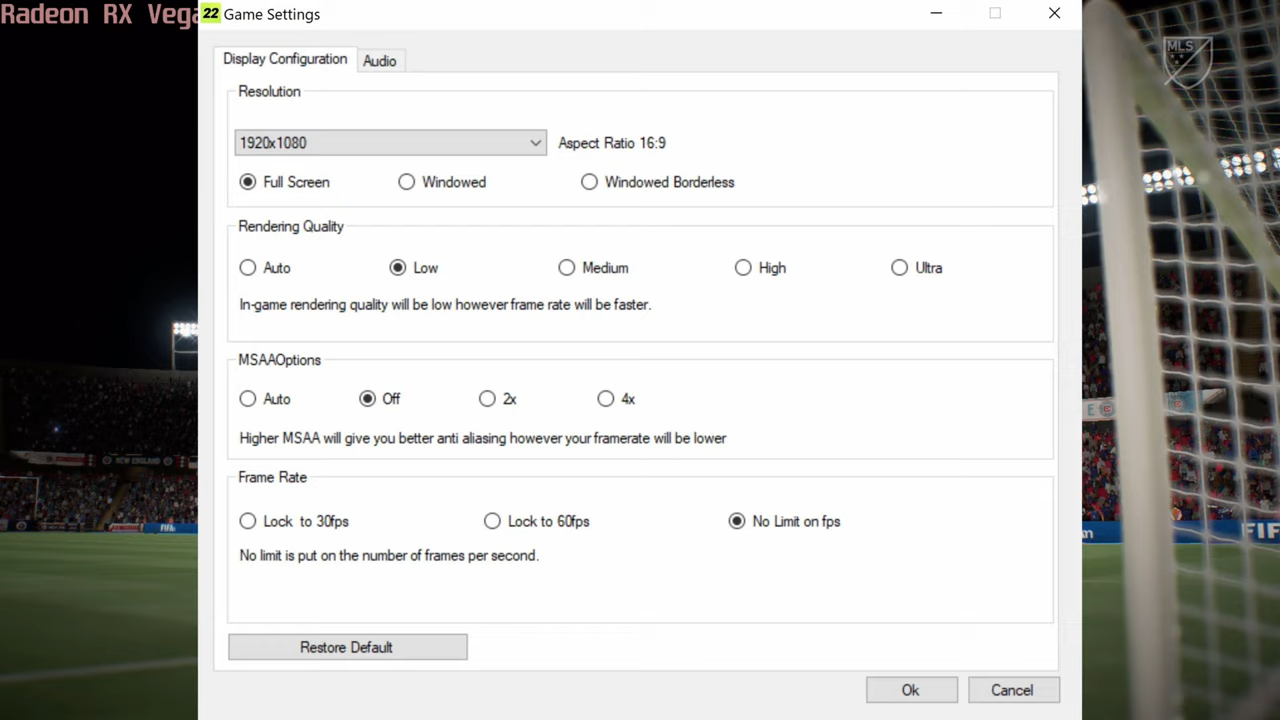 Radeon RX Vega
22 Game Settings
Display Configuration
Audio
Resolution
1920x1080
Aspect Ratio 16:9
Full Screen
Windowed
Windowed Borderless
Rendering Quality
Auto
Low
Medium
High
Ultra
In-game rendering quality will be low however frame rate will be faster.
MSAAOptions
Auto
Off
2x
4x
Higher MSAA will give you better anti aliasing however your framerate will be lower
Frame Rate
Lock to 30fps
Lock to 60fps
No Limit on fps
No limit is put on the number of frames per second.
Restore Default
Ok
Cancel
MLS
NEW ENGLAND
FIFA
FIF